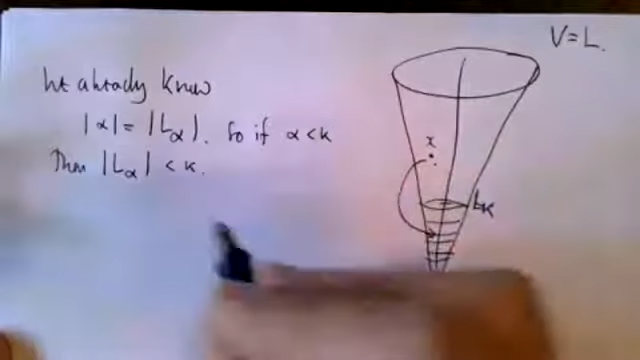 V=L.
We already know
|α| = |Lα|. So if α<κ
Then |Lα| < κ.
x
Lκ